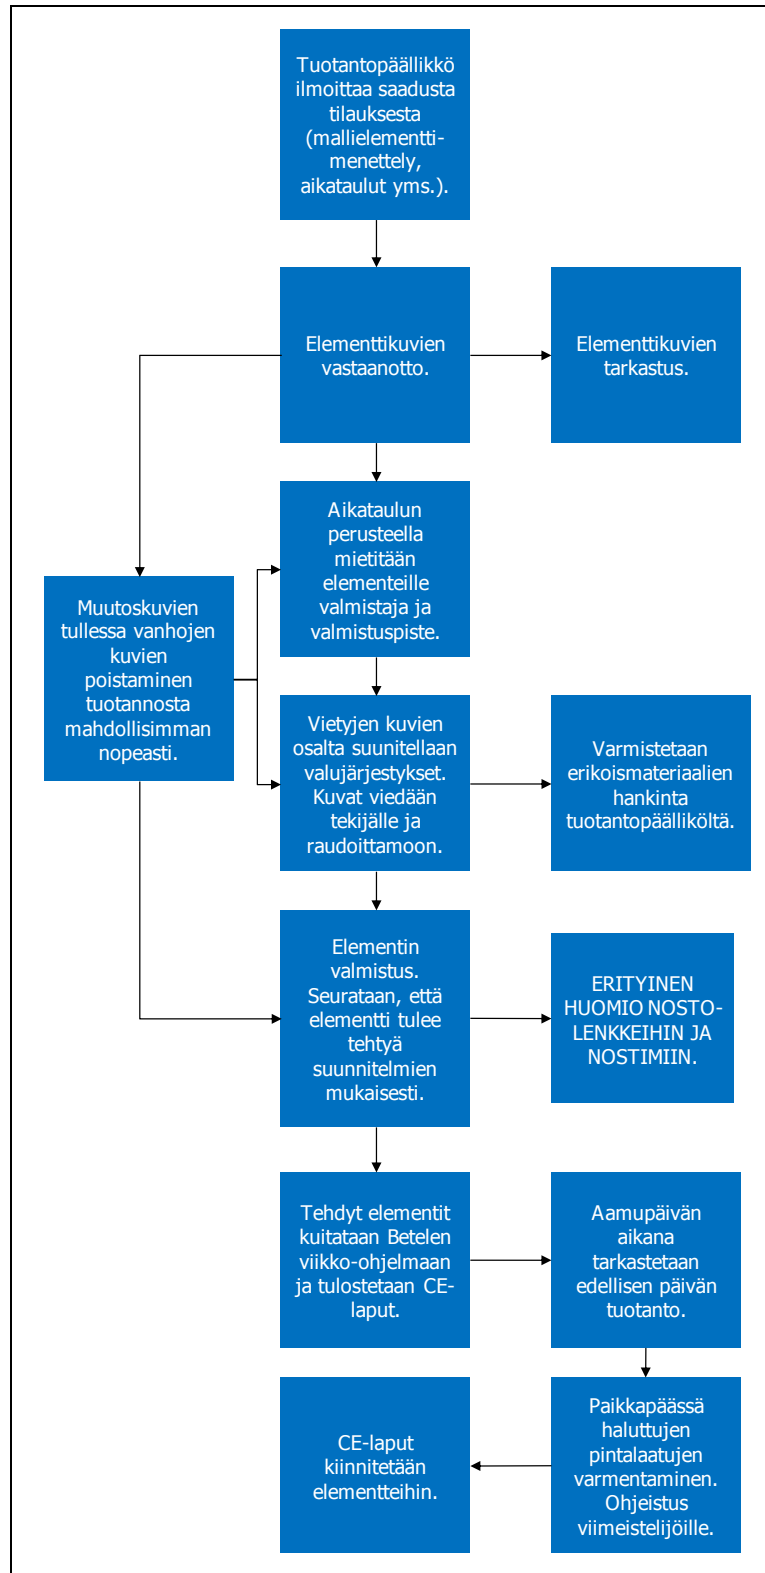 Tuotantopäällikkö
ilmoittaa saadusta
tilauksesta
(mallielementti-
menettely,
aikataulut yms.).
Elementtikuvien
vastaanotto.
Elementtikuvien
tarkastus.
Aikataulun
perusteella
mietitään
elementeille
valmistaja ja
valmistuspiste.
Muutoskuvien
tullessa vanhojen
kuvien
poistaminen
tuotannosta
mahdollisimman
nopeasti.
Vietyjen kuvien
osalta suunitellaan
valujärjestykset.
Kuvat viedään
tekijälle ja
raudoittamoon.
Varmistetaan
erikoismateriaalien
hankinta
tuotantopäälliköltä.
Elementin
valmistus.
Seurataan, että
elementti tulee
tehtyä
suunnitelmien
mukaisesti.
ERITYINEN
HUOMIO NOSTO-
LENKKEIHIN JA
NOSTIMIIN.
Tehdyt elementit
kuitataan Betelen
viikko-ohjelmaan
ja tulostetaan CE-
laput.
Aamupäivän
aikana
tarkastetaan
edellisen päivän
tuotanto.
Paikkapäässä
haluttujen
pintalaatujen
varmentaminen.
Ohjeistus
viimeistelijöille.
CE-laput
kiinnitetään
elementteihin.